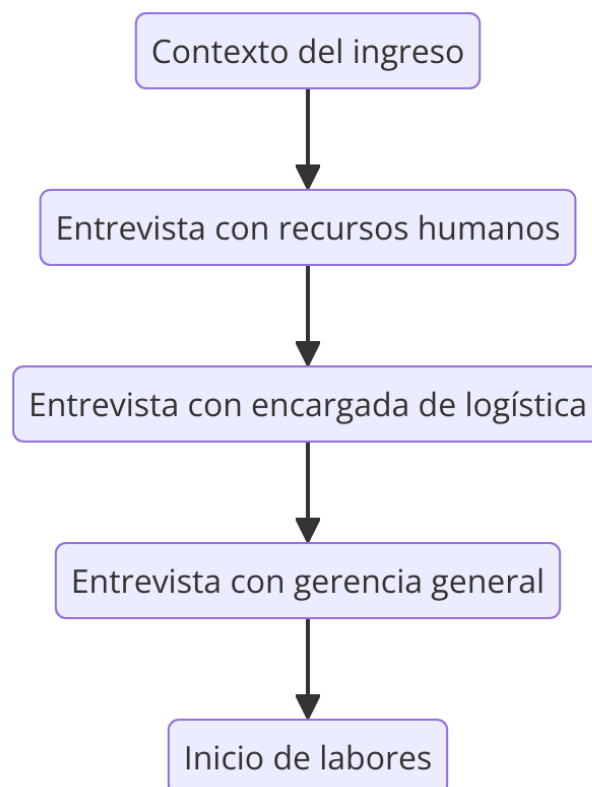 Contexto del ingreso
Entrevista con recursos humanos
Entrevista con encargada de logística
Entrevista con gerencia general
Inicio de labores